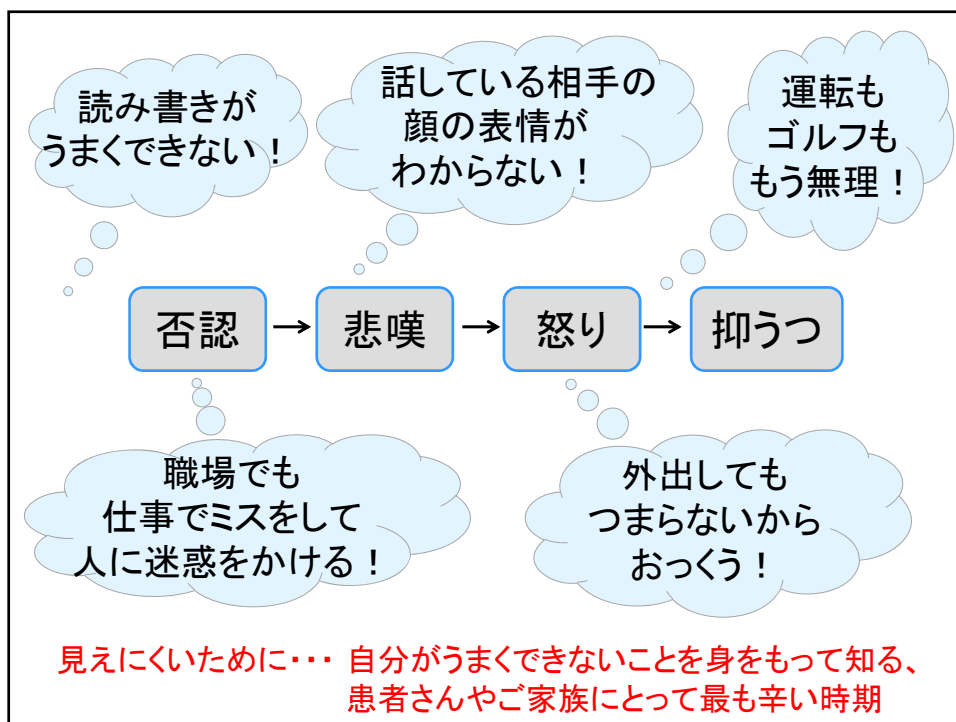 読み書きが
うまくできない！
話している相手の
顔の表情が
わからない！
運転も
ゴルフも
もう無理！
否認
悲嘆
怒り
抑うつ
職場でも
仕事でミスをして
人に迷惑をかける！
外出しても
つまらないから
おっくう！
見えにくいために・・・ 自分がうまくできないことを身をもって知る、
患者さんやご家族にとって最も辛い時期